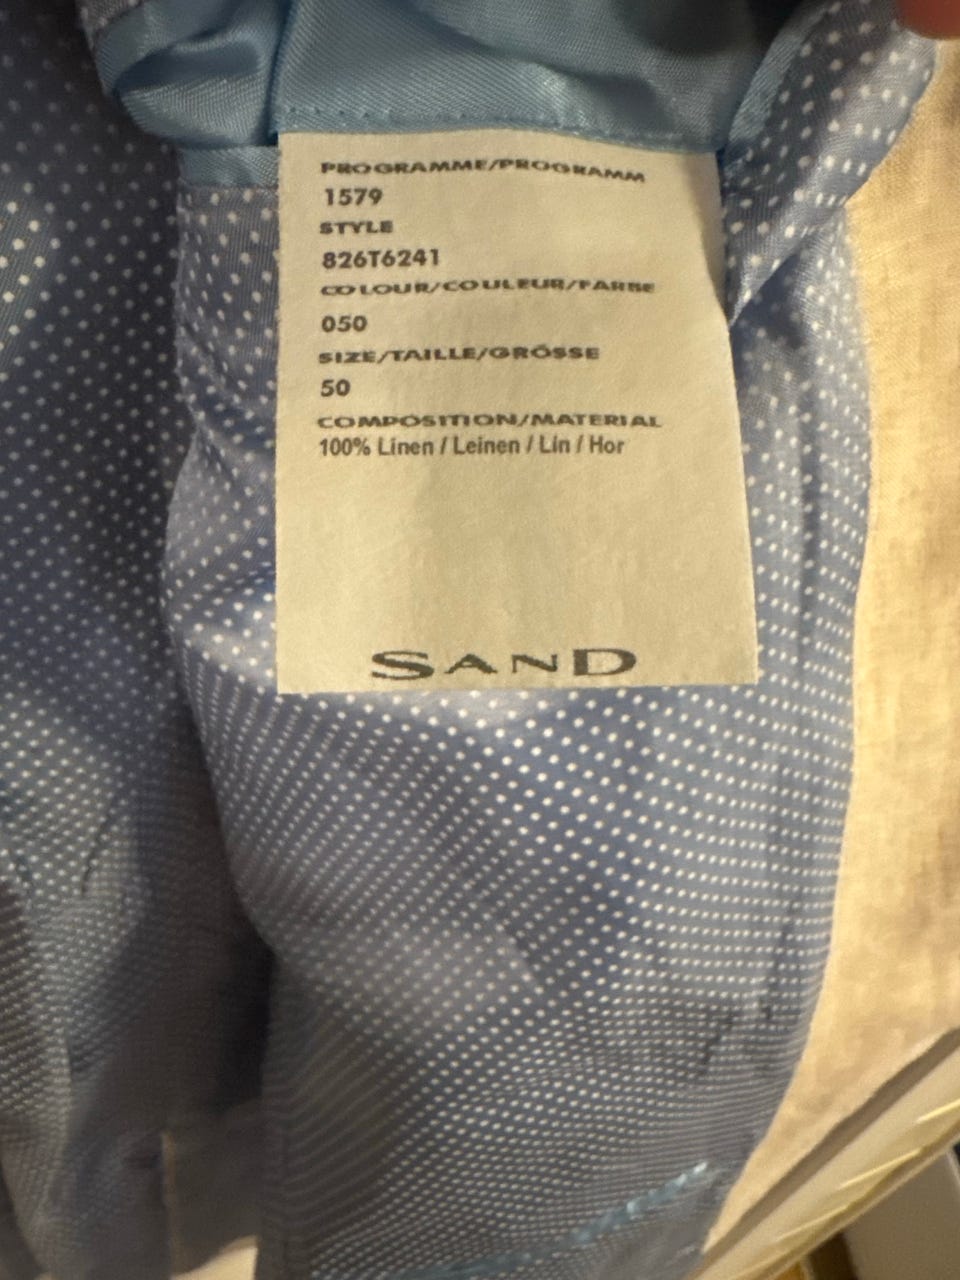 PROGRAMME/PROGRAMM
1579
STYLE
826T6241
COLOUR/COULEUR/FARBE
050
SIZE/TAILLE/GRÖSSE
50
COMPOSITION/MATERIAL
100% Linen / Leinen / Lin / Hor
SAND